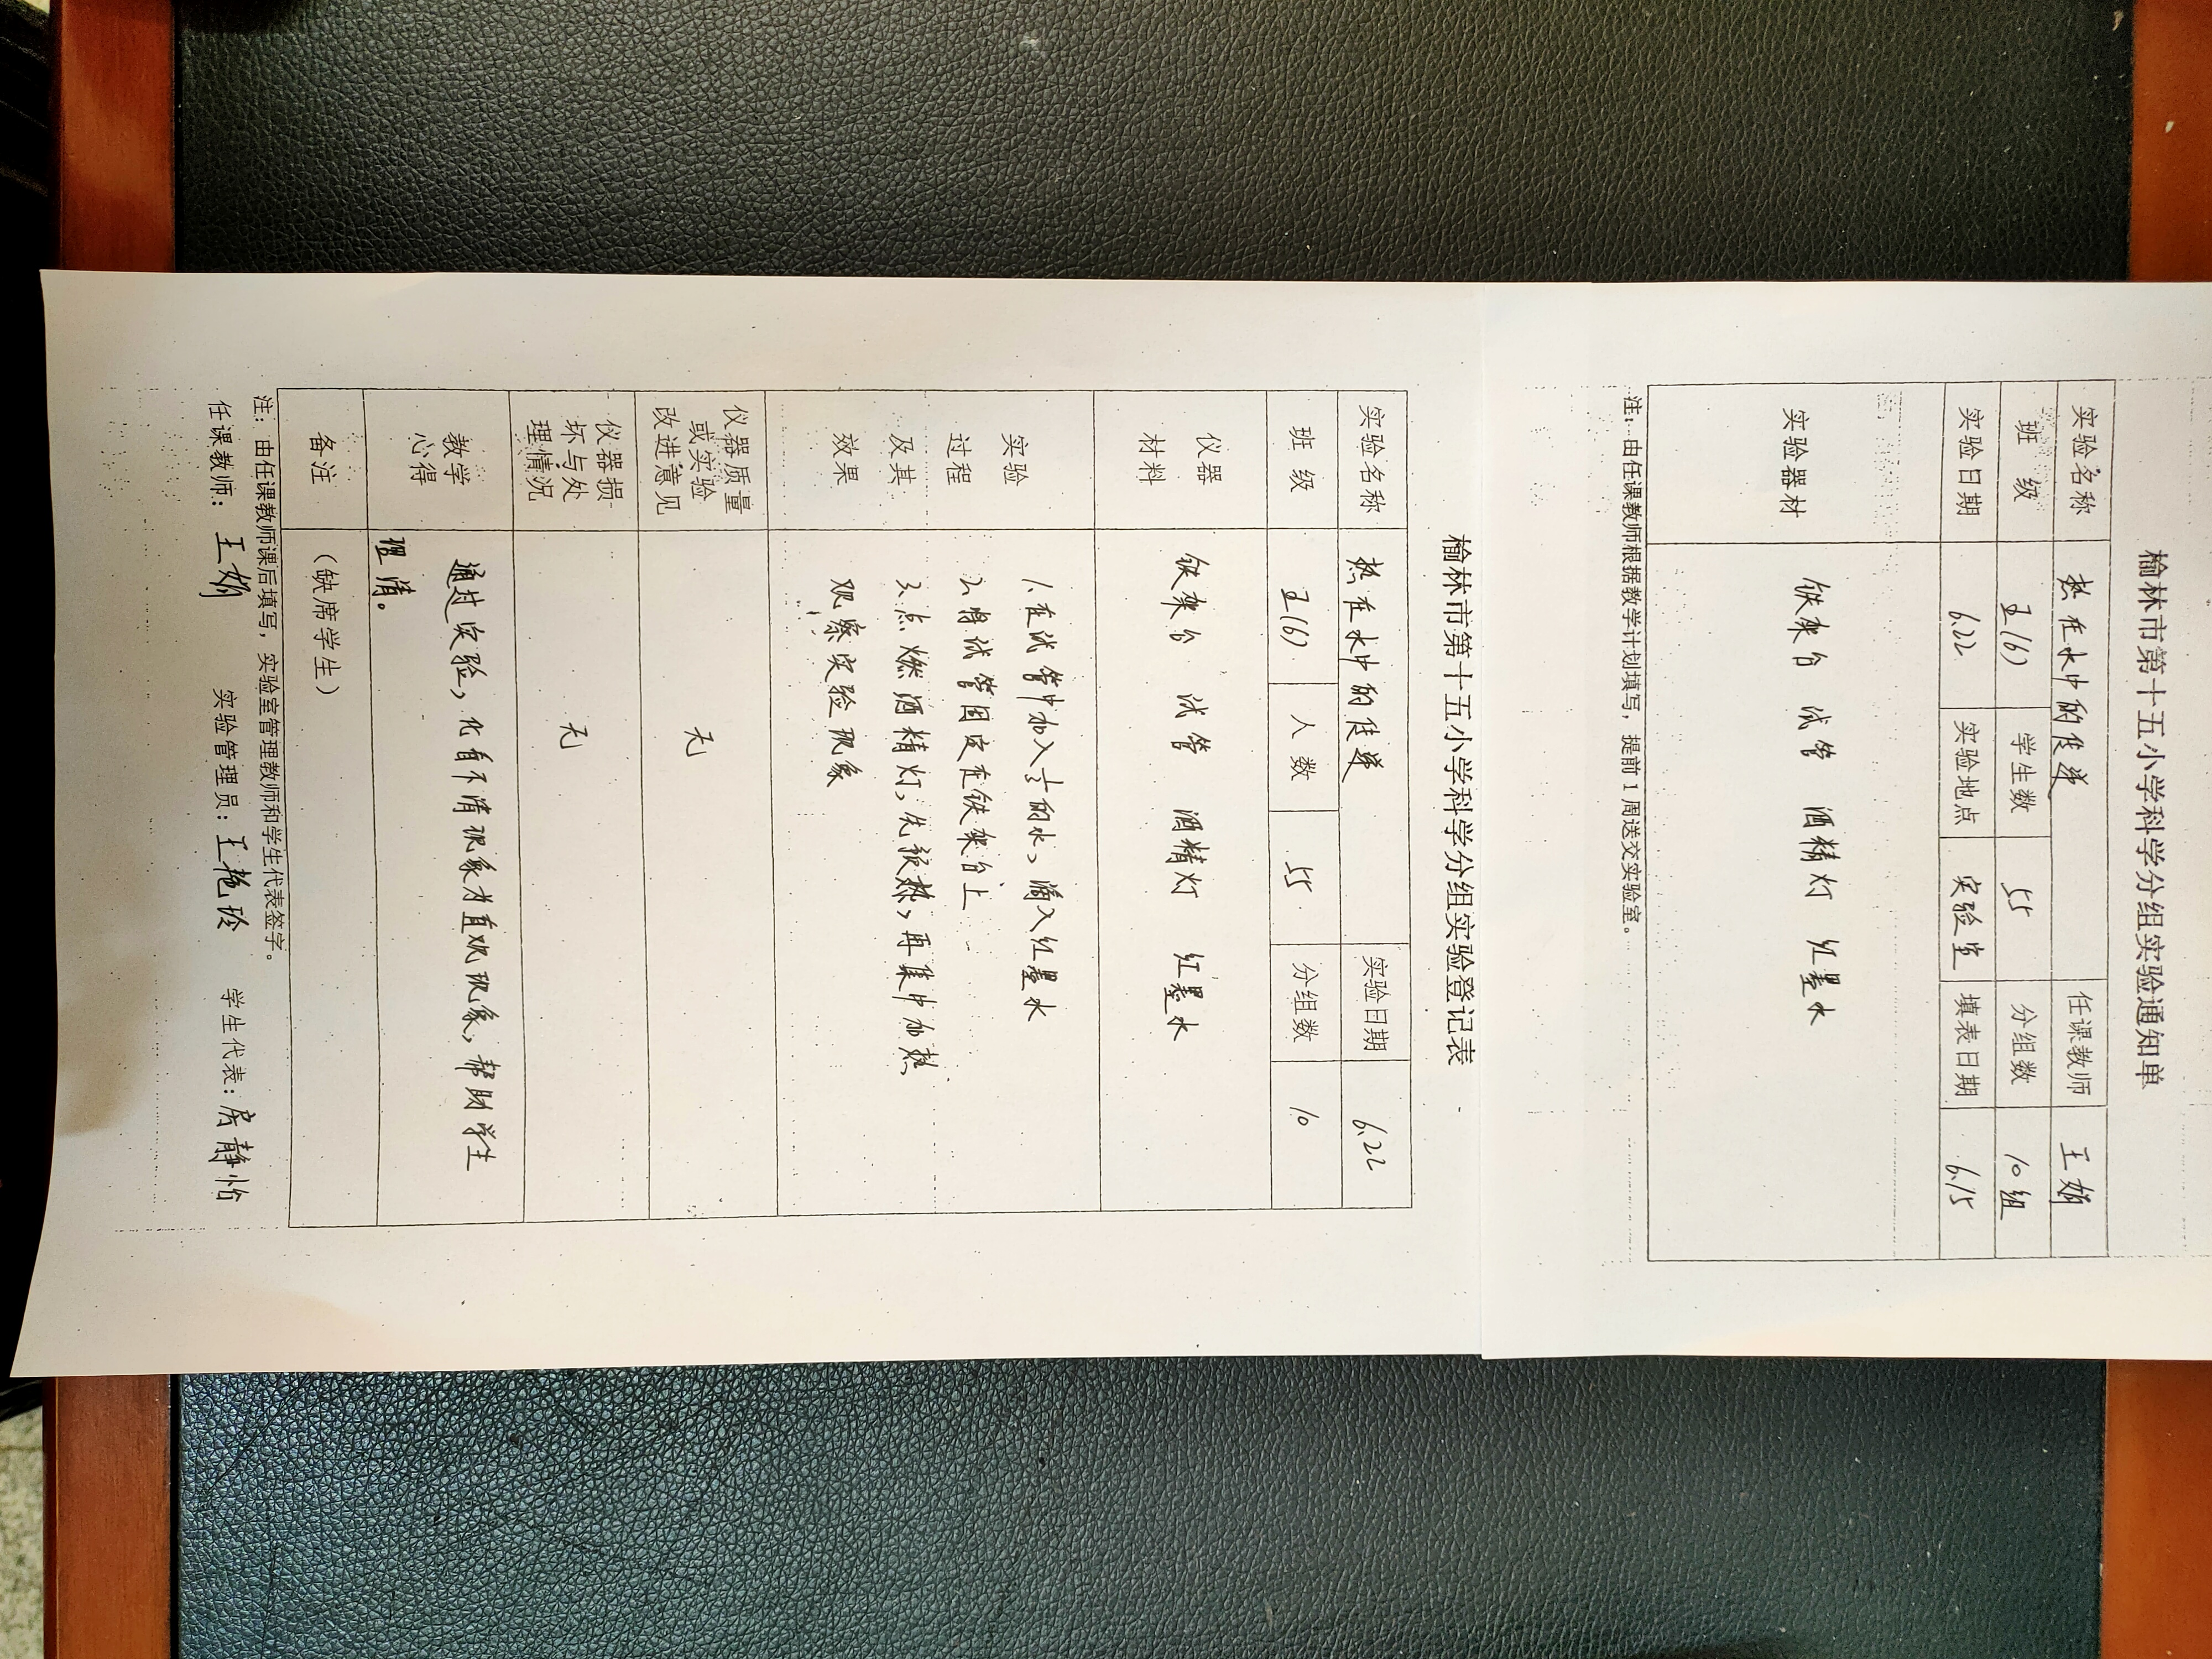 榆林市第十五小学科学分组实验通知单
实验名称 热在水中的传递 任课教师 王娟
班 级 五(6) 学生数 55 分组数 10组
实验日期 6.22 实验地点 实验室 填表日期 6.15
实验器材 铁架台 试管 酒精灯 红墨水
注：由任课教师根据教学计划填写，提前1周送交实验室。
榆林市第十五小学科学分组实验登记表
实验名称 热在水中的传递 实验日期 6.22
班 级 五(6) 人 数 55 分组数 10
仪器
材料
铁架台 试管 酒精灯 红墨水
实验
过程
及其
效果
1.在试管中加入的水，滴入红墨水
2.将试管固定在铁架台上
3.点燃酒精灯，先预热，再集中加热
观察实验现象
仪器质量
或实验
改进意见
无
仪器损
坏与处
理情况
无
教学
心得
通过实验，化看不清现象为直观现象，帮助学生
理清。
备注 （缺席学生）
注：由任课教师课后填写，实验室管理教师和学生代表签字。
任课教师：王娟 实验管理员：王艳玲 学生代表：房静怡